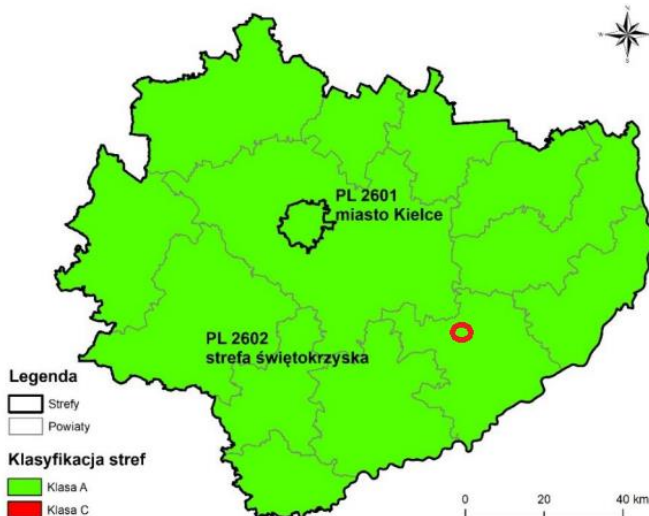 N
W
E
S
PL 2601
miasto Kielce
PL 2602
strefa świętokrzyska
Legenda
Strefy
Powiaty
Klasyfikacja stref
Klasa A
Klasa C
0 20 40 km